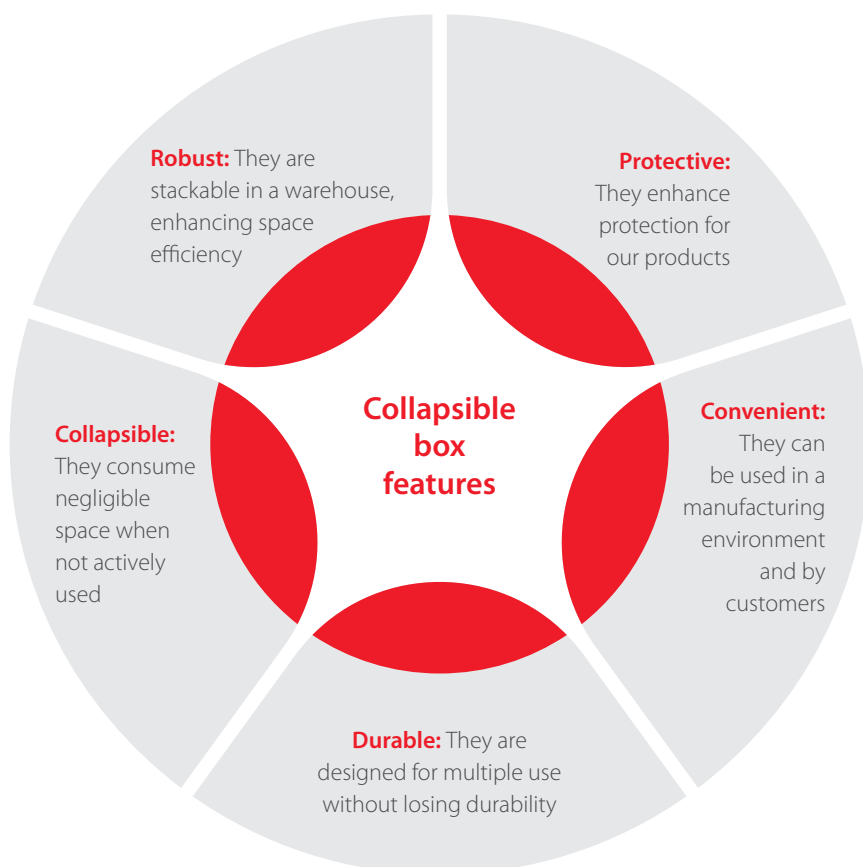 Robust: They are
stackable in a warehouse,
enhancing space
efficiency
Protective:
They enhance
protection for
our products
Collapsible
box
features
Collapsible:
They consume
negligible
space when
not actively
used
Convenient:
They can
be used in a
manufacturing
environment
and by
customers
Durable: They are
designed for multiple use
without losing durability